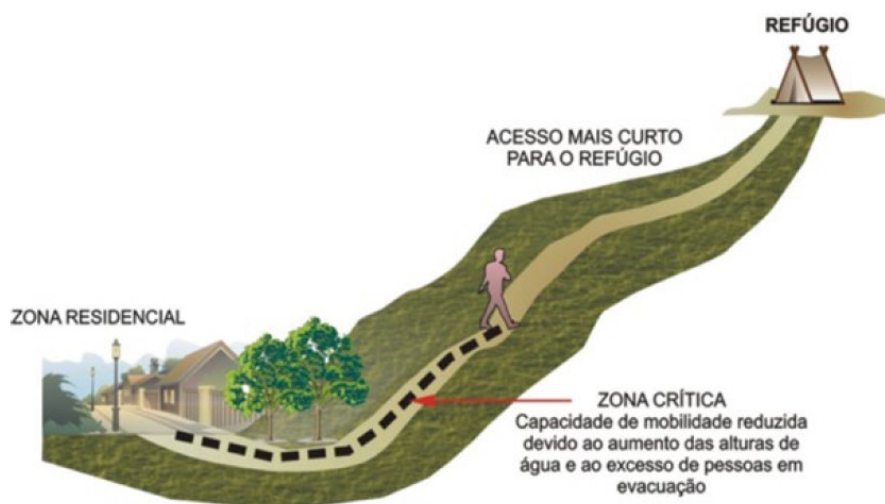 REFÚGIO
ACESSO MAIS CURTO
PARA O REFÚGIO
ZONA RESIDENCIAL
ZONA CRÍTICA
Capacidade de mobilidade reduzida
devido ao aumento das alturas de
água e ao excesso de pessoas em
evacuação